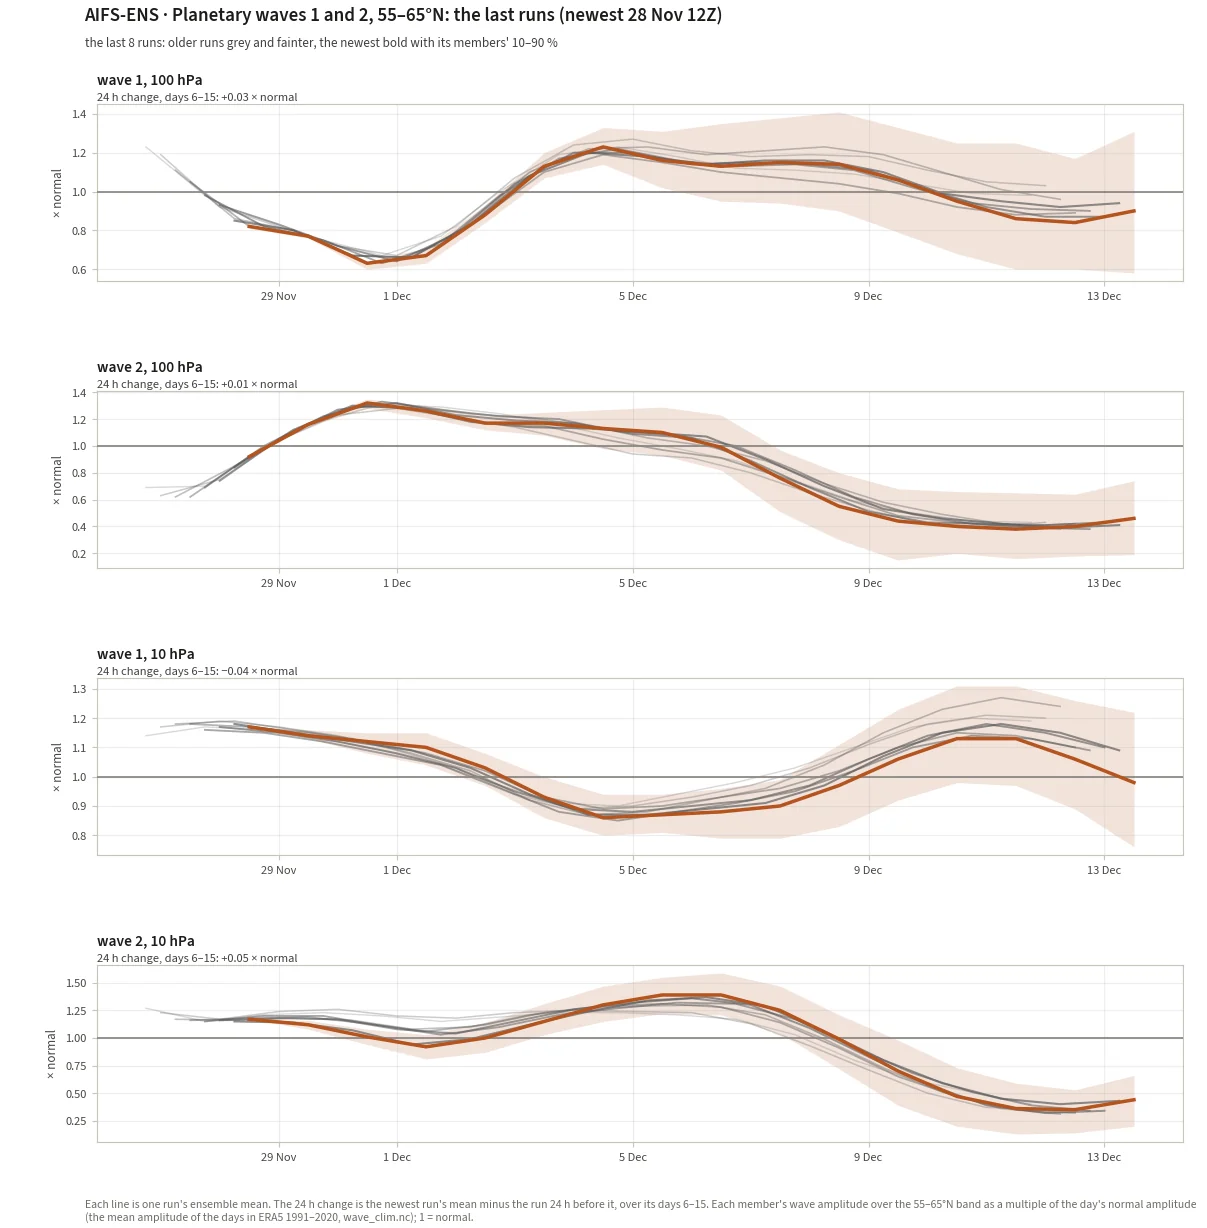 AIFS-ENS · Planetary waves 1 and 2, 55–65°N: the last runs (newest 28 Nov 12Z)
the last 8 runs: older runs grey and fainter, the newest bold with its members' 10–90 %
wave 1, 100 hPa
24 h change, days 6–15: +0.03 × normal
× normal
1.4
1.2
1.0
0.8
0.6
29 Nov
1 Dec
5 Dec
9 Dec
13 Dec
wave 2, 100 hPa
24 h change, days 6–15: +0.01 × normal
× normal
1.4
1.2
1.0
0.8
0.6
0.4
0.2
29 Nov
1 Dec
5 Dec
9 Dec
13 Dec
wave 1, 10 hPa
24 h change, days 6–15: −0.04 × normal
× normal
1.3
1.2
1.1
1.0
0.9
0.8
29 Nov
1 Dec
5 Dec
9 Dec
13 Dec
wave 2, 10 hPa
24 h change, days 6–15: +0.05 × normal
× normal
1.50
1.25
1.00
0.75
0.50
0.25
29 Nov
1 Dec
5 Dec
9 Dec
13 Dec
Each line is one run's ensemble mean. The 24 h change is the newest run's mean minus the run 24 h before it, over its days 6–15. Each member's wave amplitude over the 55–65°N band as a multiple of the day's normal amplitude
(the mean amplitude of the days in ERA5 1991–2020, wave_clim.nc); 1 = normal.